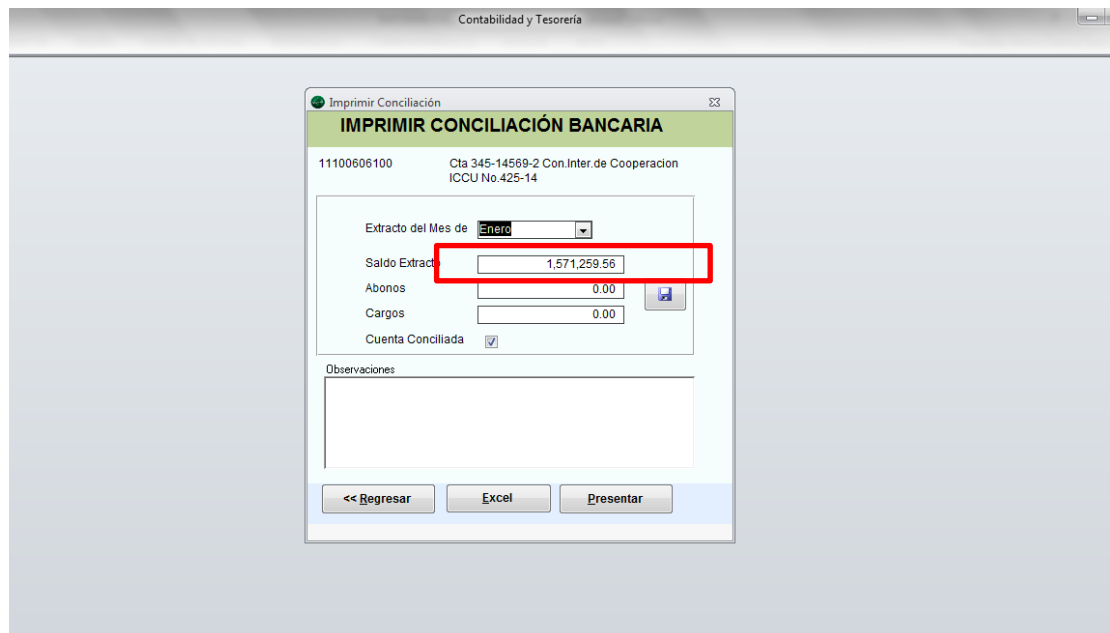 Contabilidad y Tesorería
Imprimir Conciliación
IMPRIMIR CONCILIACIÓN BANCARIA
11100606100 Cta 345-14569-2 Con.Inter.de Cooperacion
ICCU No.425-14
Extracto del Mes de Enero
Saldo Extracto 1,571,259.56
Abonos 0.00
Cargos 0.00
Cuenta Conciliada
Observaciones
<< Regresar Excel Presentar